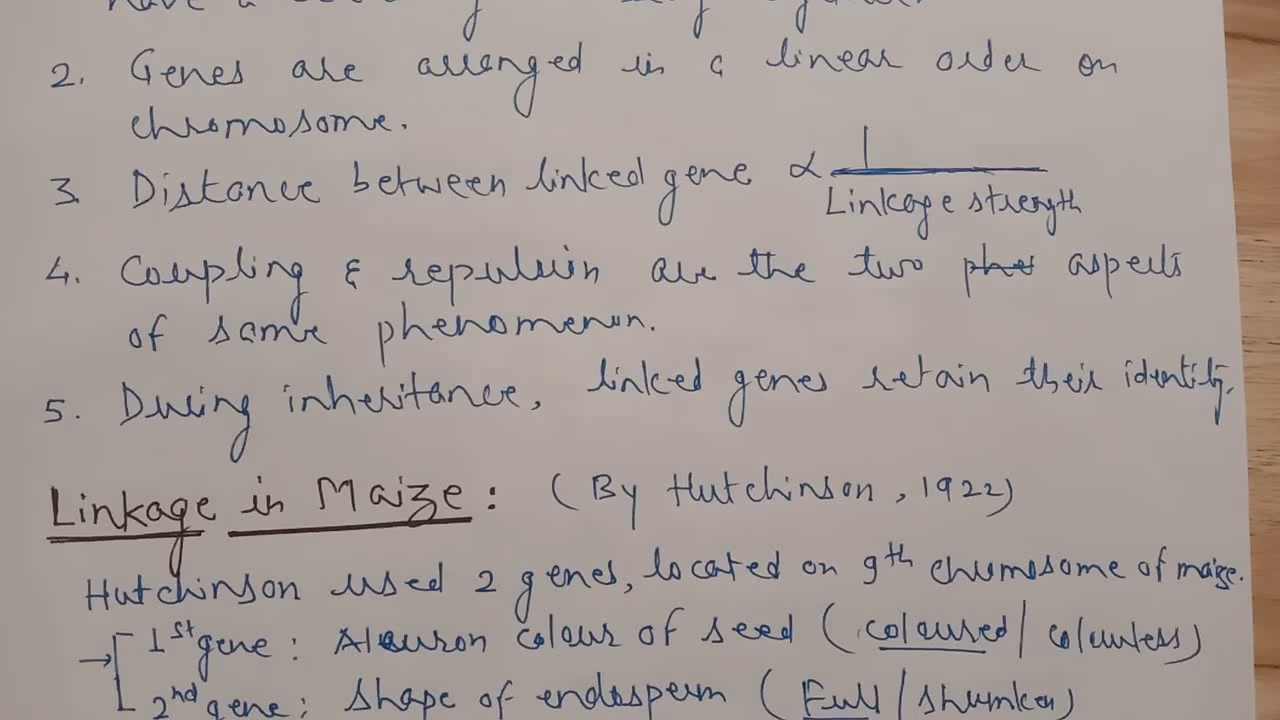 have a
2. Genes are arranged in a linear order on
chromosome.
3. Distance between linked gene ∝ 1
Linkage strength
4. Coupling & repulsion are the two aspects
of same phenomenon.
5. During inheritance, linked genes retain their identity.
Linkage in Maize: (By Hutchinson, 1922)
Hutchinson used 2 genes, located on 9th chromosome of maize.
→ 1st gene: Aleuron colour of seed (coloured/colourless)
2nd gene: Shape of endosperm (Full/shrunken)